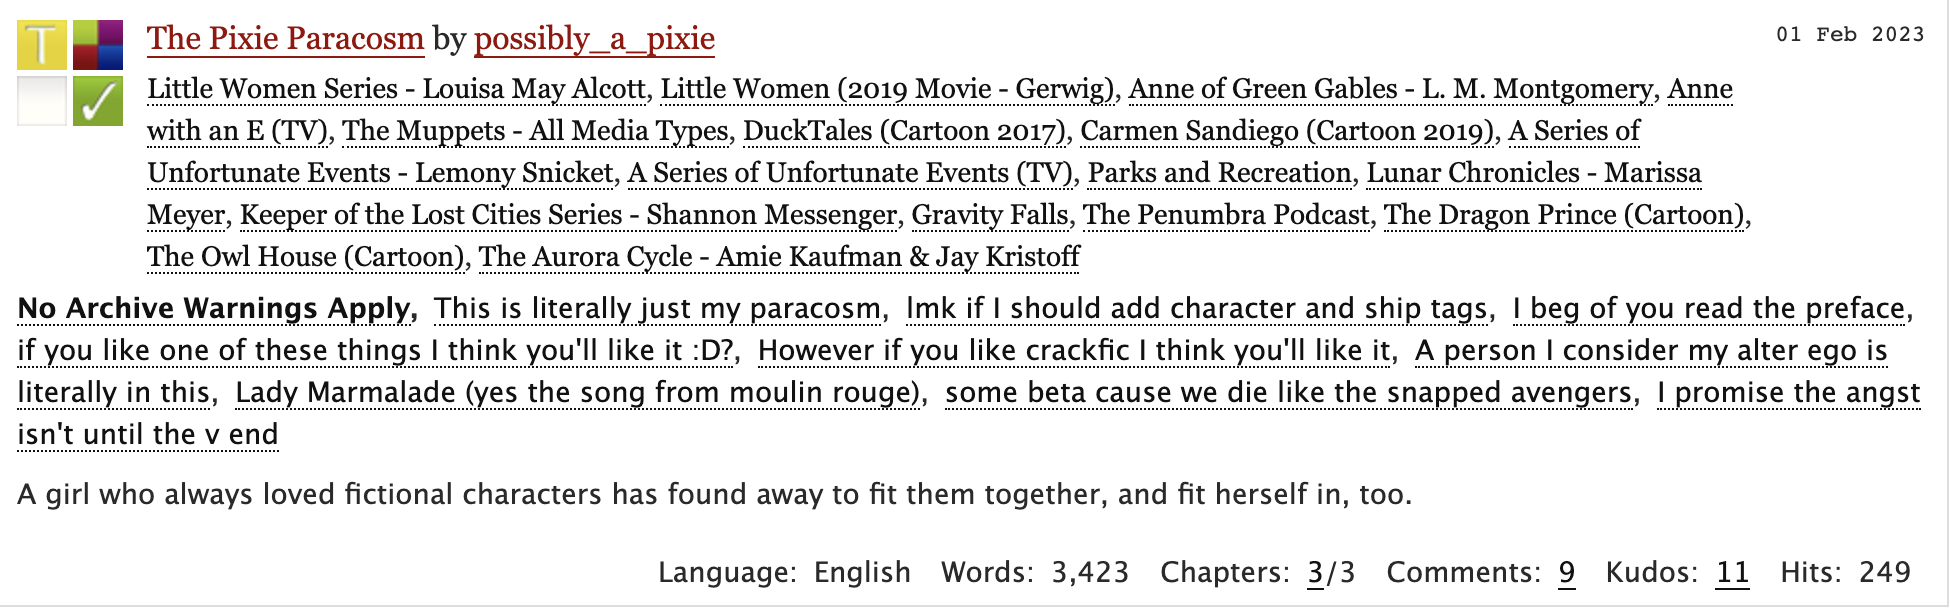 T
The Pixie Paracosm by possibly_a_pixie
01 Feb 2023
Little Women Series - Louisa May Alcott, Little Women (2019 Movie - Gerwig), Anne of Green Gables - L. M. Montgomery, Anne
with an E (TV), The Muppets - All Media Types, DuckTales (Cartoon 2017), Carmen Sandiego (Cartoon 2019), A Series of
Unfortunate Events - Lemony Snicket, A Series of Unfortunate Events (TV), Parks and Recreation, Lunar Chronicles - Marissa
Meyer, Keeper of the Lost Cities Series - Shannon Messenger, Gravity Falls, The Penumbra Podcast, The Dragon Prince (Cartoon),
The Owl House (Cartoon), The Aurora Cycle - Amie Kaufman & Jay Kristoff
No Archive Warnings Apply, This is literally just my paracosm, lmk if I should add character and ship tags, I beg of you read the preface,
if you like one of these things I think you'll like it :D?, However if you like crackfic I think you'll like it, A person I consider my alter ego is
literally in this, Lady Marmalade (yes the song from moulin rouge), some beta cause we die like the snapped avengers, I promise the angst
isn't until the v end
A girl who always loved fictional characters has found away to fit them together, and fit herself in, too.
Language: English Words: 3,423 Chapters: 3/3 Comments: 9 Kudos: 11 Hits: 249